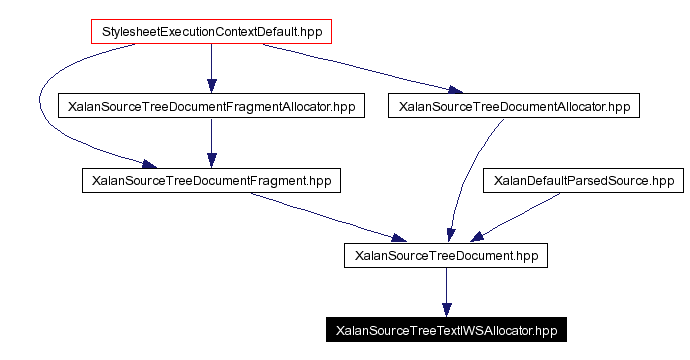 StylesheetExecutionContextDefault.hpp
XalanSourceTreeDocumentFragmentAllocator.hpp
XalanSourceTreeDocumentAllocator.hpp
XalanSourceTreeDocumentFragment.hpp
XalanDefaultParsedSource.hpp
XalanSourceTreeDocument.hpp
XalanSourceTreeTextIWSAllocator.hpp